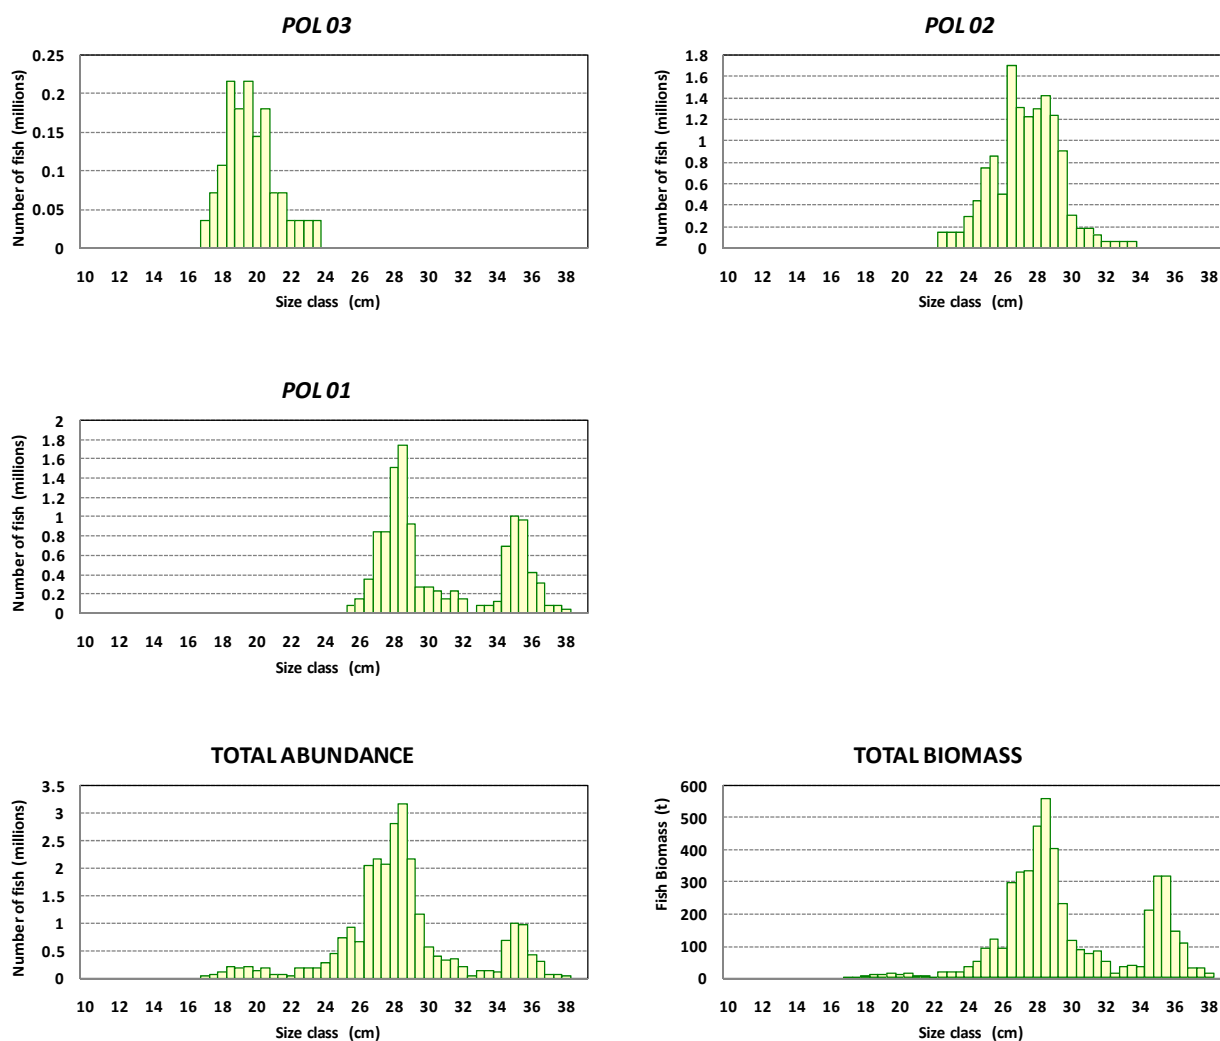 POL 03
Number of fish (millions)
0.25
0.2
0.15
0.1
0.05
0
10 12 14 16 18 20 22 24 26 28 30 32 34 36 38
Size class (cm)
POL 02
Number of fish (millions)
1.8
1.6
1.4
1.2
1
0.8
0.6
0.4
0.2
0
10 12 14 16 18 20 22 24 26 28 30 32 34 36 38
Size class (cm)
POL 01
Number of fish (millions)
2
1.8
1.6
1.4
1.2
1
0.8
0.6
0.4
0.2
0
10 12 14 16 18 20 22 24 26 28 30 32 34 36 38
Size class (cm)
TOTAL ABUNDANCE
Number of fish (millions)
3.5
3
2.5
2
1.5
1
0.5
0
10 12 14 16 18 20 22 24 26 28 30 32 34 36 38
Size class (cm)
TOTAL BIOMASS
Fish Biomass (t)
600
500
400
300
200
100
0
10 12 14 16 18 20 22 24 26 28 30 32 34 36 38
Size class (cm)